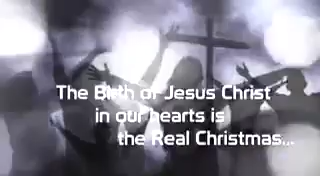 The Birth of Jesus Christ
in our hearts is
the Real Christmas...